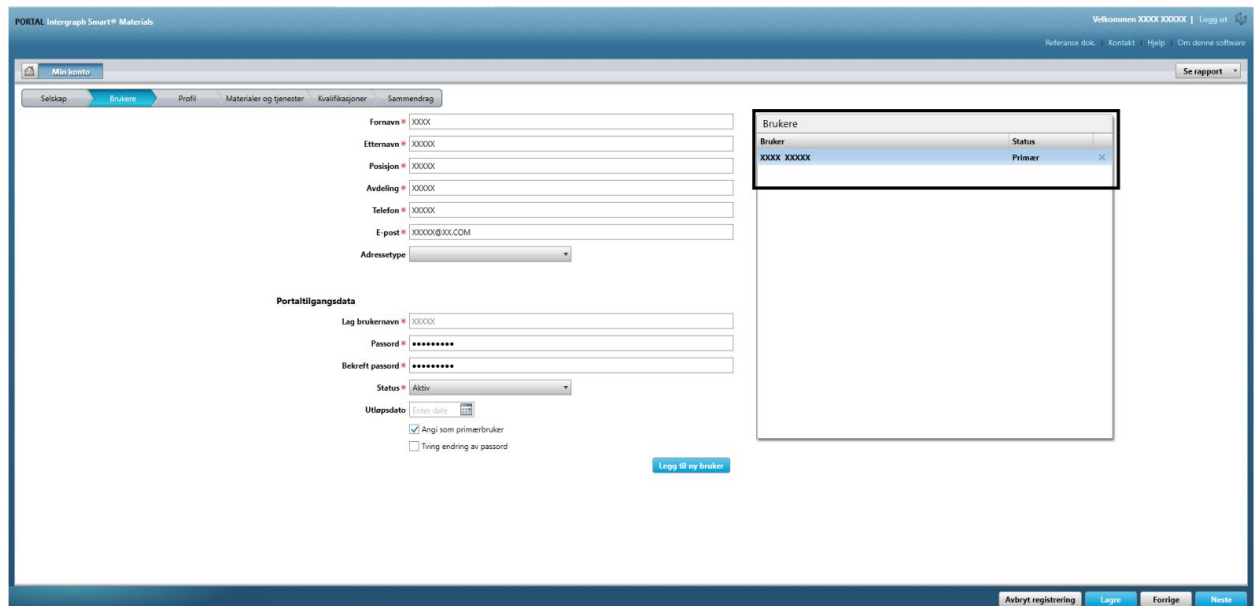 PORTAL Intergraph Smart® Materials
Velkommen XXXX XXXXX | Logg ut
Referanse dok. | Kontakt | Hjelp | Om denne software
Min konto
Se rapport
Selskap Brukere Profil Materialer og tjenester Kvalifikasjoner Sammendrag
Fornavn * XXXX
Etternavn * XXXXX
Posisjon * XXXXX
Avdeling * XXXXX
Telefon * XXXXX
E-post * XXXXX@XX.COM
Adressetype
Portaltilgangsdata
Lag brukernavn * XXXXX
Passord * •••••••••
Bekreft passord * •••••••••
Status * Aktiv
Utløpsdato Enter date
Angi som primærbruker
Tving endring av passord
Legg til ny bruker
Brukere
Bruker Status
XXXX XXXXX Primær
Avbryt registrering Lagre Forrige Neste